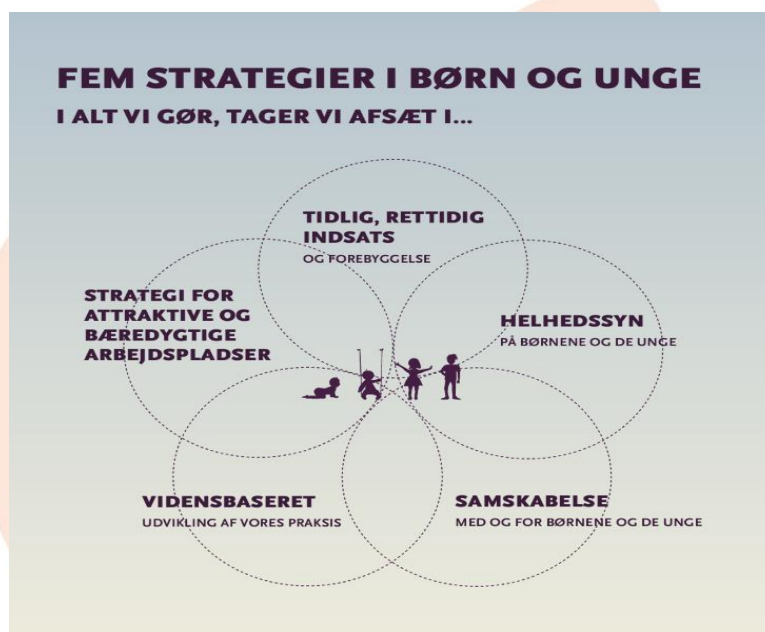 FEM STRATEGIER I BØRN OG UNGE
I ALT VI GØR, TAGER VI AFSÆT I...
TIDLIG, RETTIDIG
INDSATS
OG FOREBYGGELSE
STRATEGI FOR
ATTRAKTIVE OG
BÆREDYGTIGE
ARBEJDSPLADSER
HELHEDSSYN
PÅ BØRNENE OG DE UNGE
VIDENSBASERET
UDVIKLING AF VORES PRAKSIS
SAMSKABELSE
MED OG FOR BØRNENE OG DE UNGE